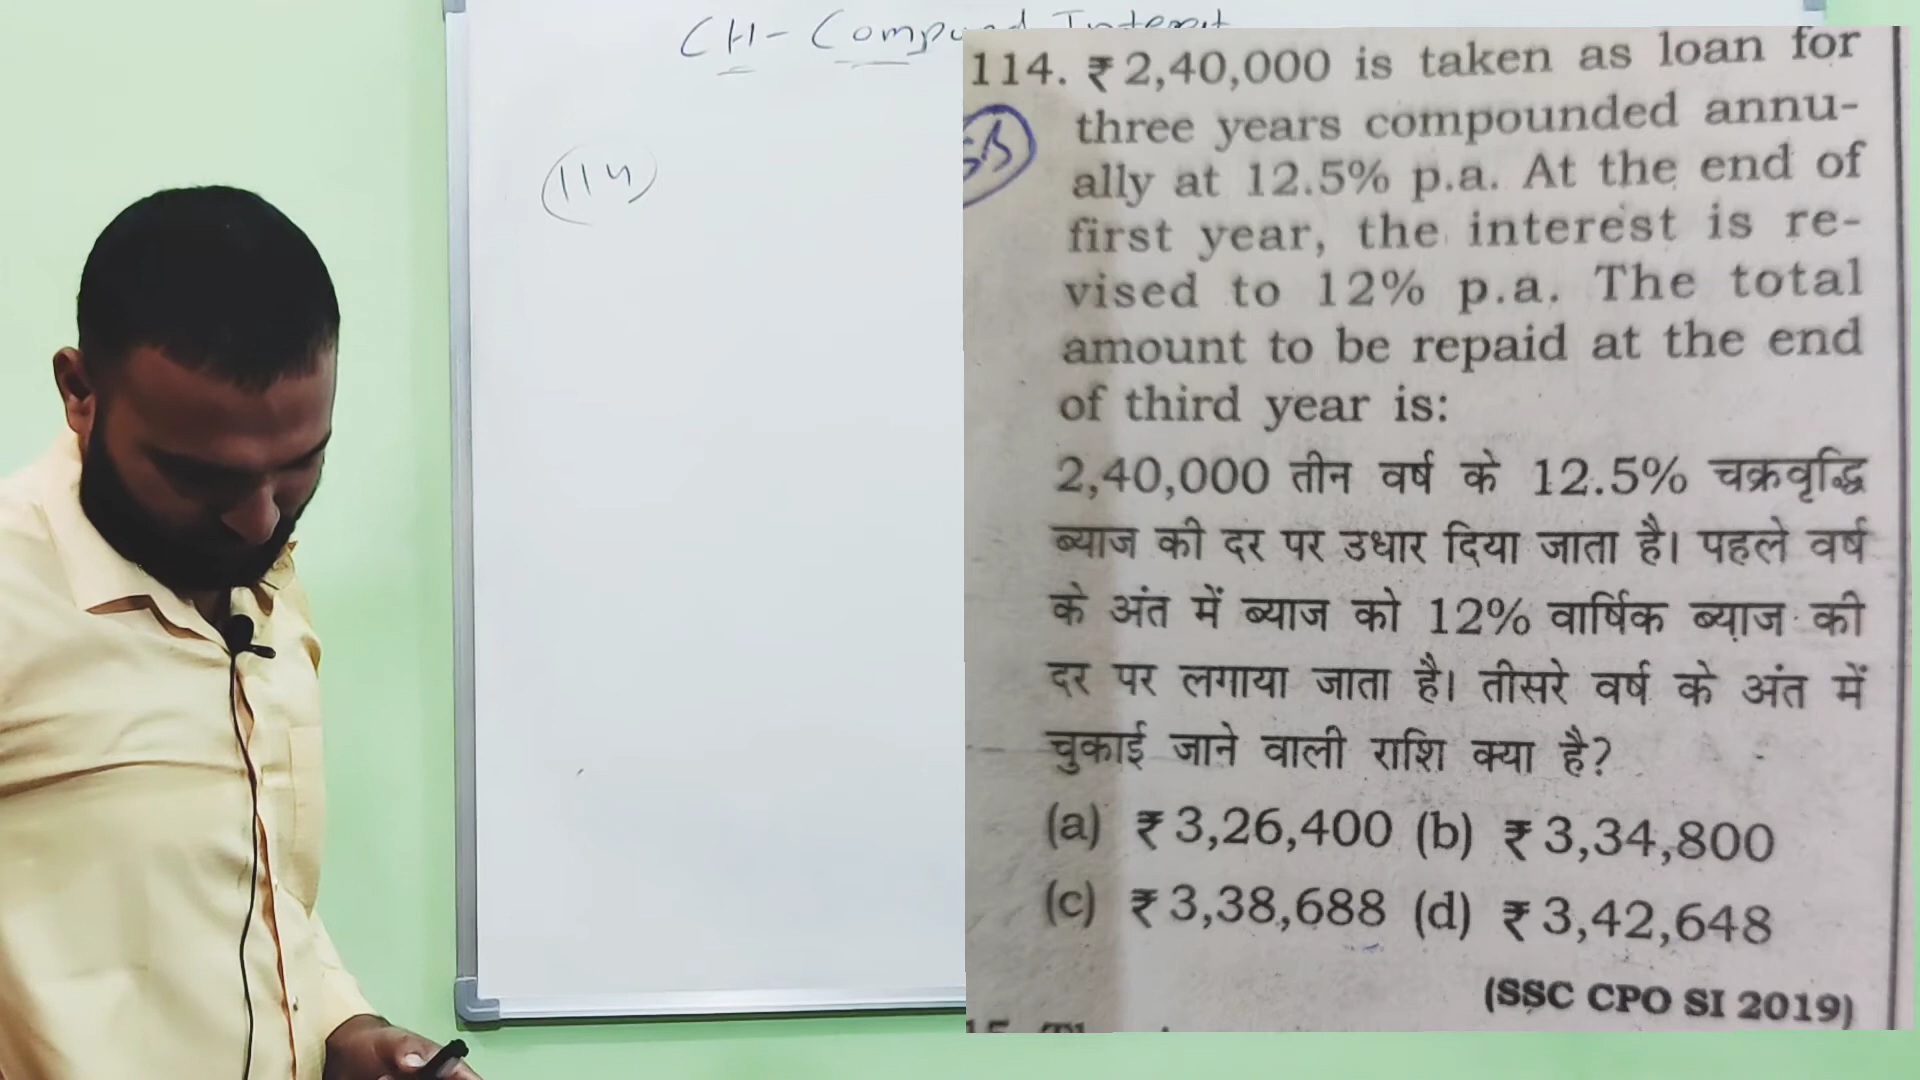 CH- Compound Interest
114
114. ₹ 2,40,000 is taken as loan for
three years compounded annu-
ally at 12.5% p.a. At the end of
first year, the interest is re-
vised to 12% p.a. The total
amount to be repaid at the end
of third year is:
2,40,000 तीन वर्ष के 12.5% चक्रवृद्धि
ब्याज की दर पर उधार दिया जाता है। पहले वर्ष
के अंत में ब्याज को 12% वार्षिक ब्याज की
दर पर लगाया जाता है। तीसरे वर्ष के अंत में
चुकाई जाने वाली राशि क्या है?
(a) ₹ 3,26,400 (b) ₹ 3,34,800
(c) ₹ 3,38,688 (d) ₹ 3,42,648
(SSC CPO SI 2019)